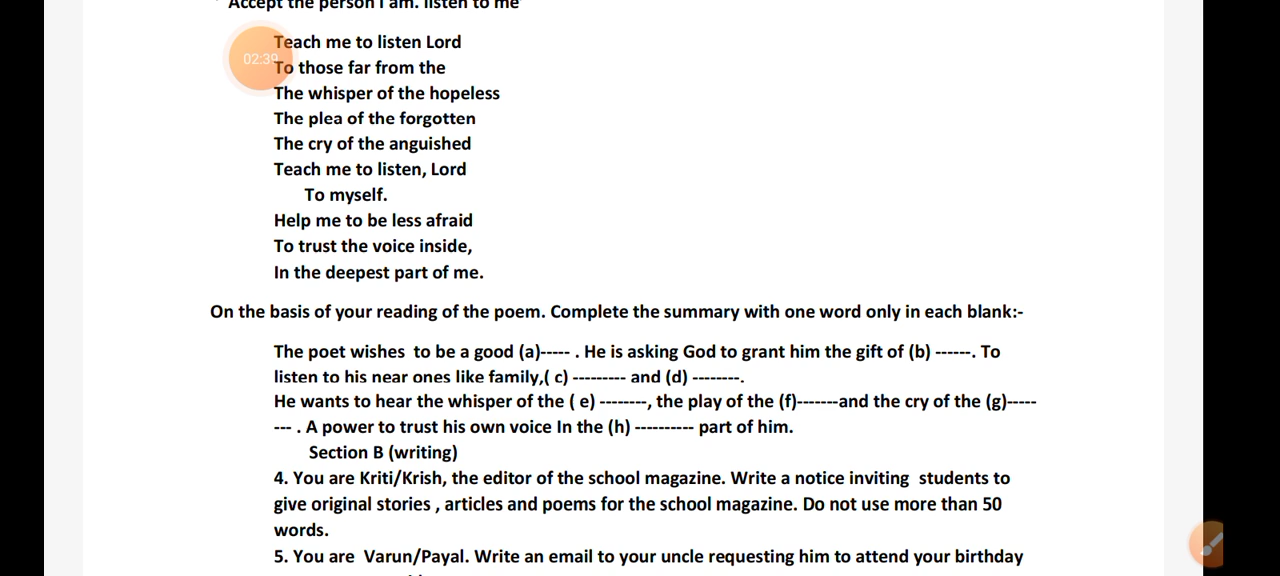 " Accept the person I am. listen to me"
Teach me to listen Lord
02:39
To those far from the
The whisper of the hopeless
The plea of the forgotten
The cry of the anguished
Teach me to listen, Lord
To myself.
Help me to be less afraid
To trust the voice inside,
In the deepest part of me.
On the basis of your reading of the poem. Complete the summary with one word only in each blank:-
The poet wishes to be a good (a)----- . He is asking God to grant him the gift of (b) ------. To
listen to his near ones like family,( c) --------- and (d) --------.
He wants to hear the whisper of the ( e) --------, the play of the (f)-------and the cry of the (g)-----
--- . A power to trust his own voice In the (h) ---------- part of him.
Section B (writing)
4. You are Kriti/Krish, the editor of the school magazine. Write a notice inviting students to
give original stories , articles and poems for the school magazine. Do not use more than 50
words.
5. You are Varun/Payal. Write an email to your uncle requesting him to attend your birthday